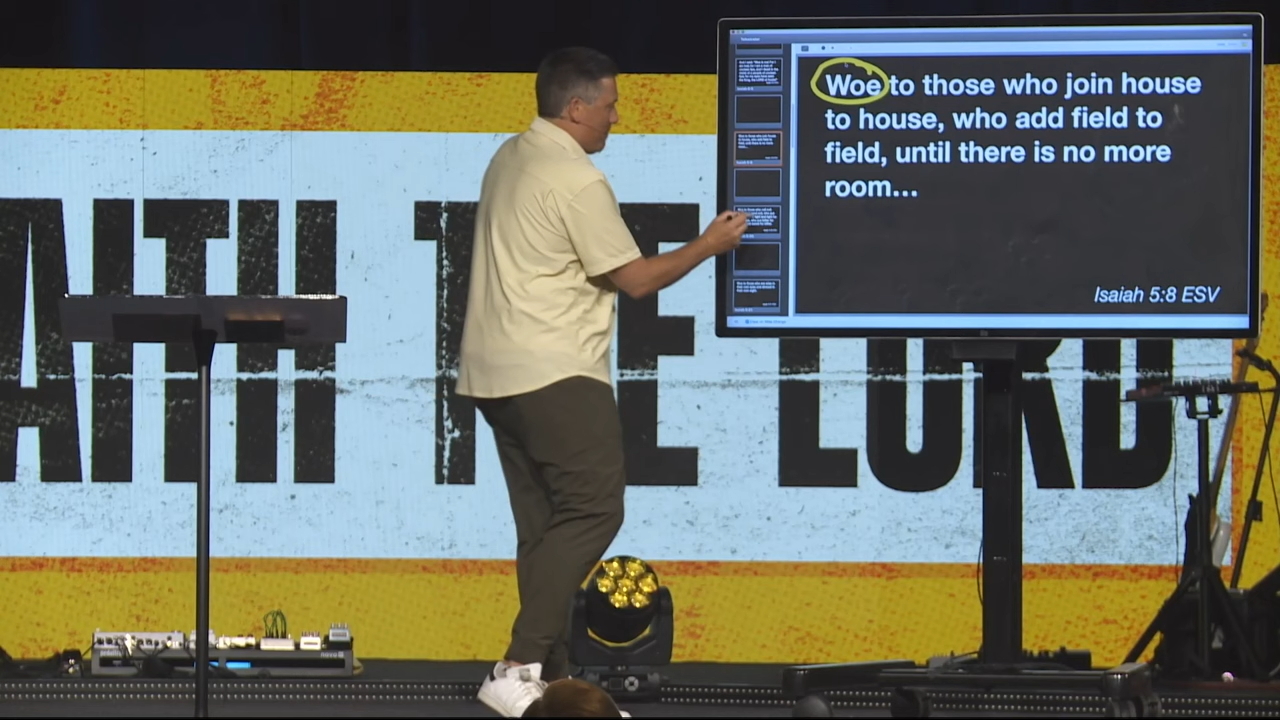 Woe to those who join house
to house, who add field to
field, until there is no more
room...
Isaiah 5:8 ESV
AITH THE LORD